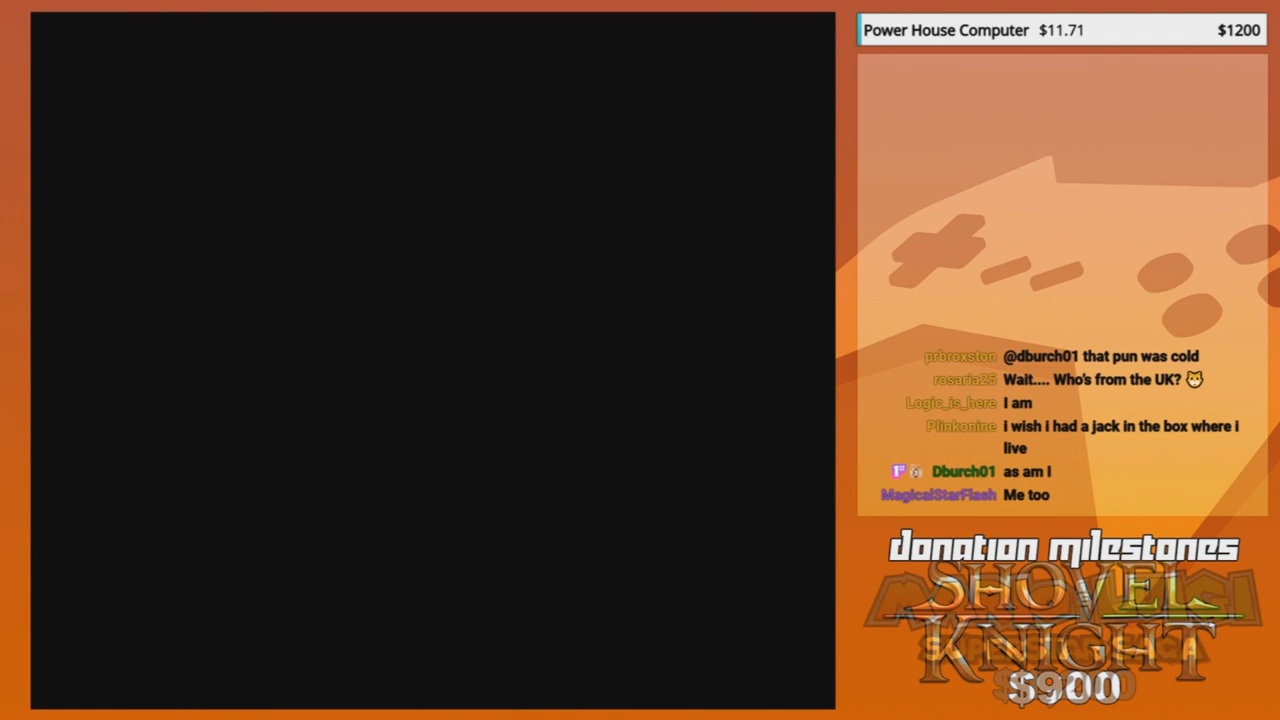 Power House Computer $11.71 $1200
prbroxston @dburch01 that pun was cold
rosaria25 Wait.... Who's from the UK? 🐯
Logic_is_here I am
Plinkonine i wish i had a jack in the box where i
live
Dburch01 as am I
MagicalStarFlash Me too
donation milestones
SHOVEL
KNIGHT
$900